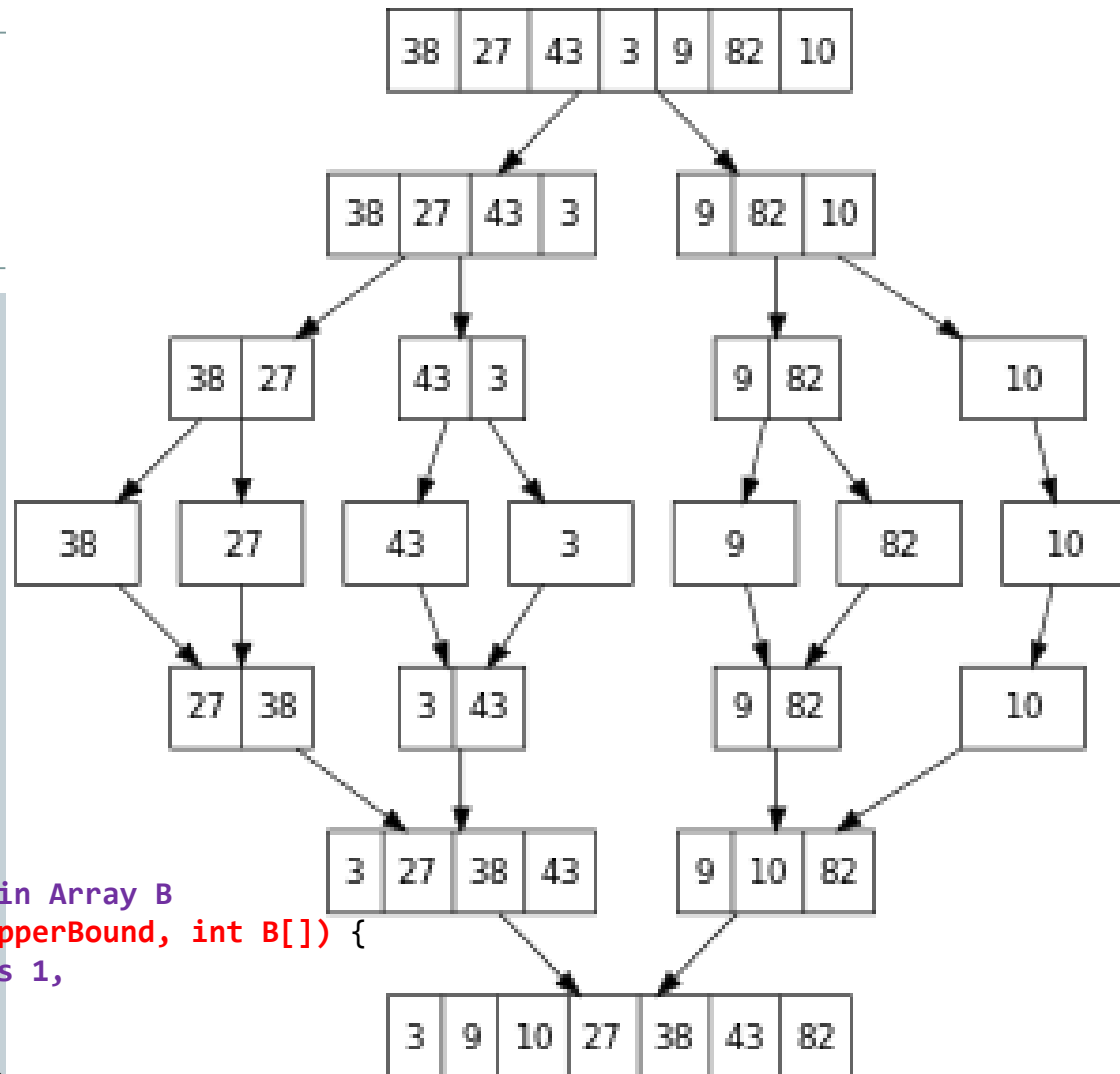 38 27 43 3 9 82 10
38 27 43 3 9 82 10
38 27 43 3 9 82 10
38 27 43 3 9 82 10
27 38 3 43 9 82 10
3 27 38 43 9 10 82
in Array B
pperBound, int B[]) {
s 1,
3 9 10 27 38 43 82